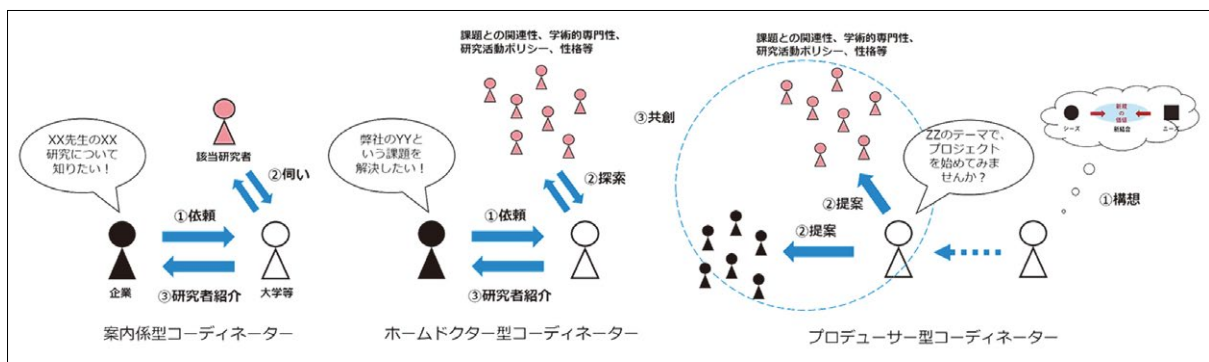 XX先生のXX
研究について
知りたい！
該当研究者
②伺い
①依頼
③研究者紹介
企業
大学等
案内係型コーディネーター
課題との関連性、学術的専門性、
研究活動ポリシー、性格等
弊社のYYと
いう課題を
解決したい！
②探索
①依頼
③研究者紹介
ホームドクター型コーディネーター
課題との関連性、学術的専門性、
研究活動ポリシー、性格等
③共創
ZZのテーマで、
プロジェクト
を始めてみま
せんか？
②提案
②提案
シーズ
新規
の
価値
新結合
ニーズ
①構想
プロデューサー型コーディネーター